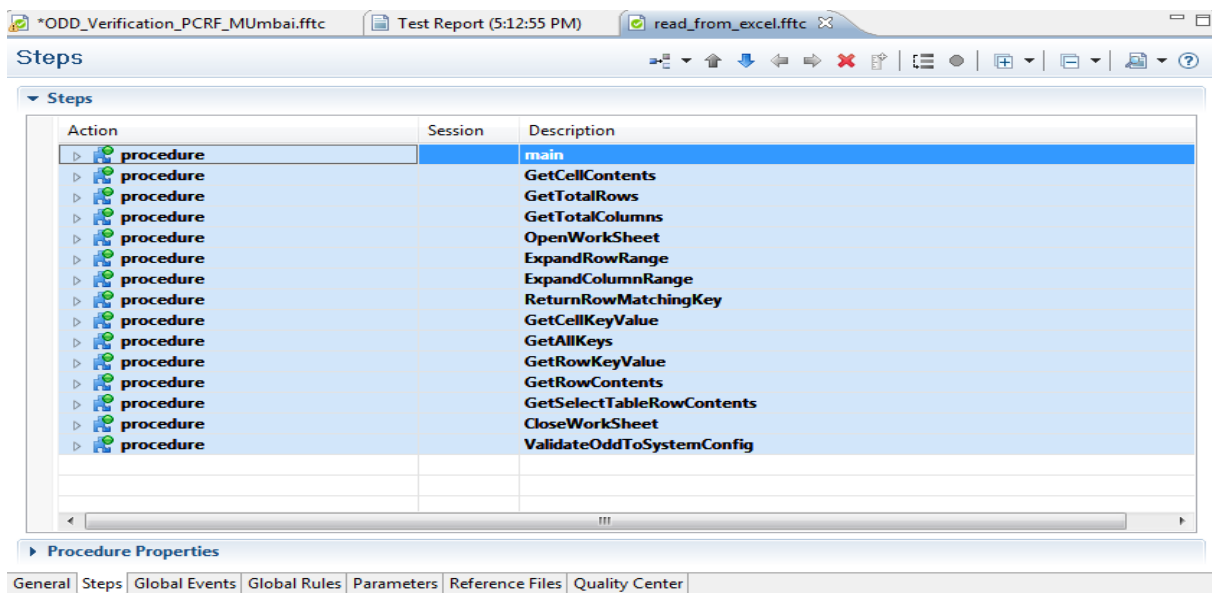 *ODD_Verification_PCRF_MUmbai.fftc Test Report (5:12:55 PM) read_from_excel.fftc
Steps
Steps
Action Session Description
procedure main
procedure GetCellContents
procedure GetTotalRows
procedure GetTotalColumns
procedure OpenWorkSheet
procedure ExpandRowRange
procedure ExpandColumnRange
procedure ReturnRowMatchingKey
procedure GetCellKeyValue
procedure GetAllKeys
procedure GetRowKeyValue
procedure GetRowContents
procedure GetSelectTableRowContents
procedure CloseWorkSheet
procedure ValidateOddToSystemConfig
Procedure Properties
General Steps Global Events Global Rules Parameters Reference Files Quality Center